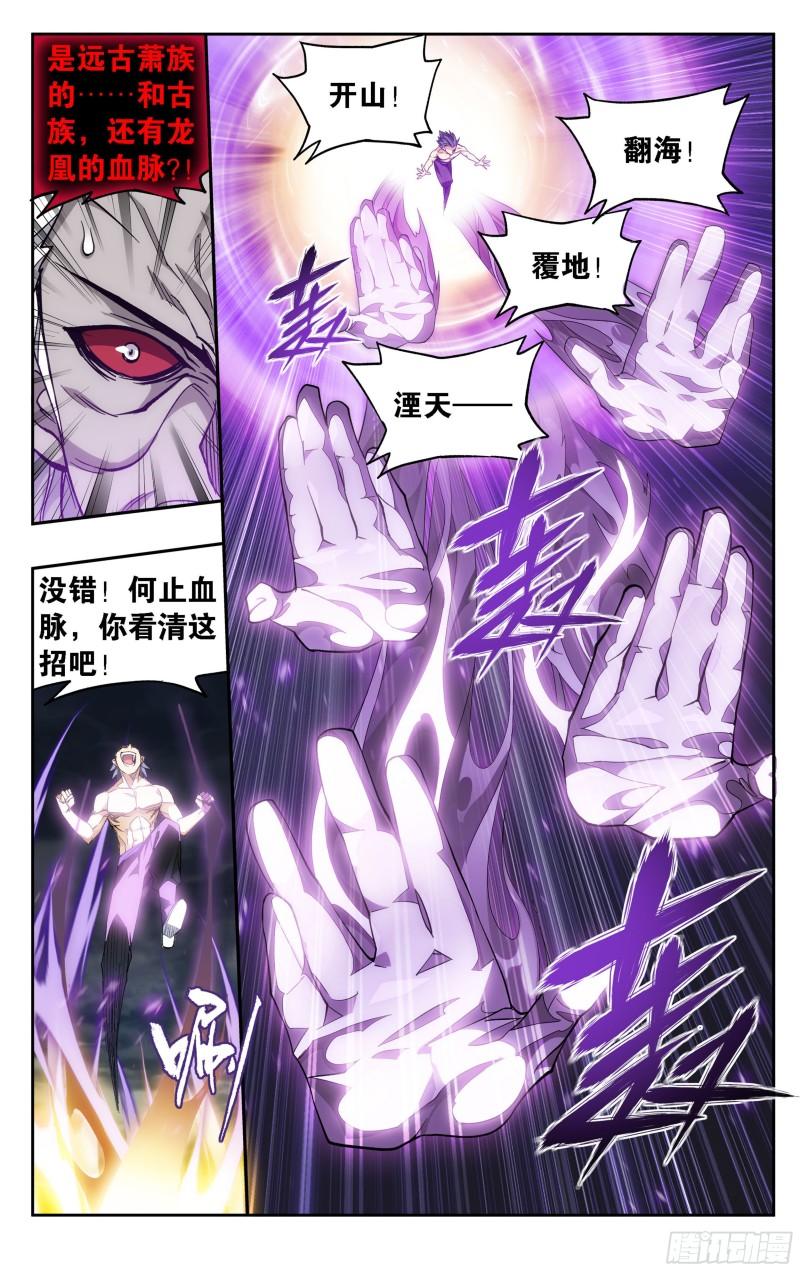 是远古萧族
的……和古
族，还有龙
凰的血脉？！
没错！何止血
脉，你看清这
招吧！
唰
开山！
翻海！
覆地！
湮天——
轰
轰
轰
腾讯动漫